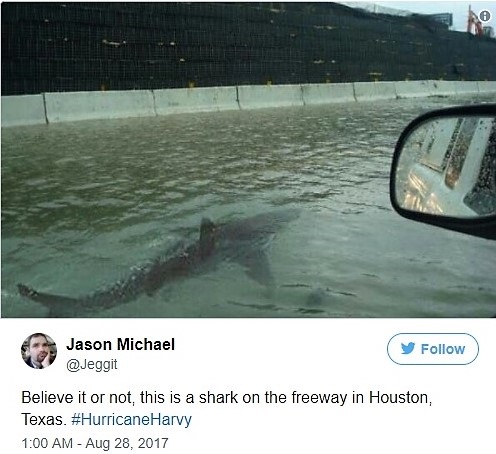 Jason Michael
@Jeggit
Follow
Believe it or not, this is a shark on the freeway in Houston,
Texas. #HurricaneHarvy
1:00 AM - Aug 28, 2017